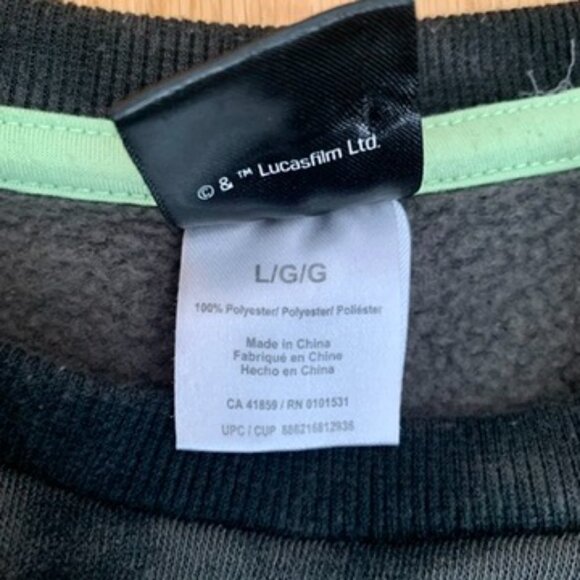 © & ™ Lucasfilm Ltd.
L/G/G
100% Polyester/ Polyester/ Poliéster
Made in China
Fabriqué en Chine
Hecho en China
CA 41859 / RN 0101531
UPC / CUP 888216812936